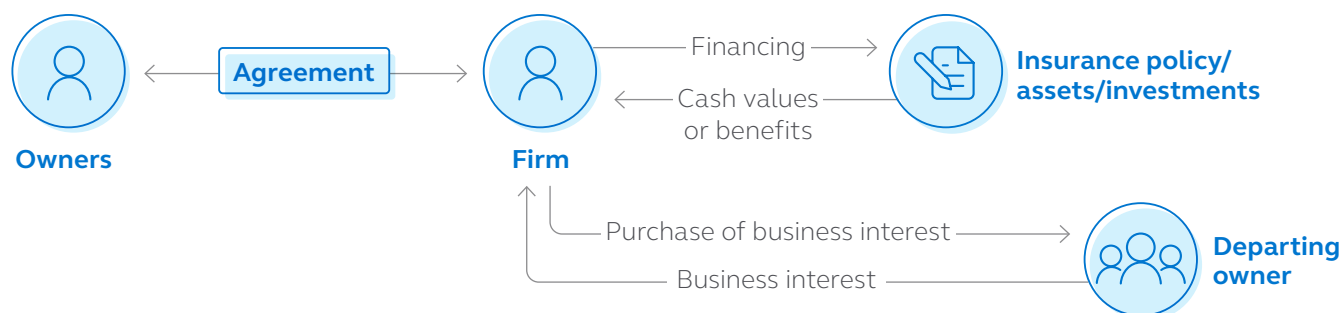 Agreement
Financing
Cash values
or benefits
Insurance policy/
assets/investments
Owners
Firm
Purchase of business interest
Business interest
Departing
owner